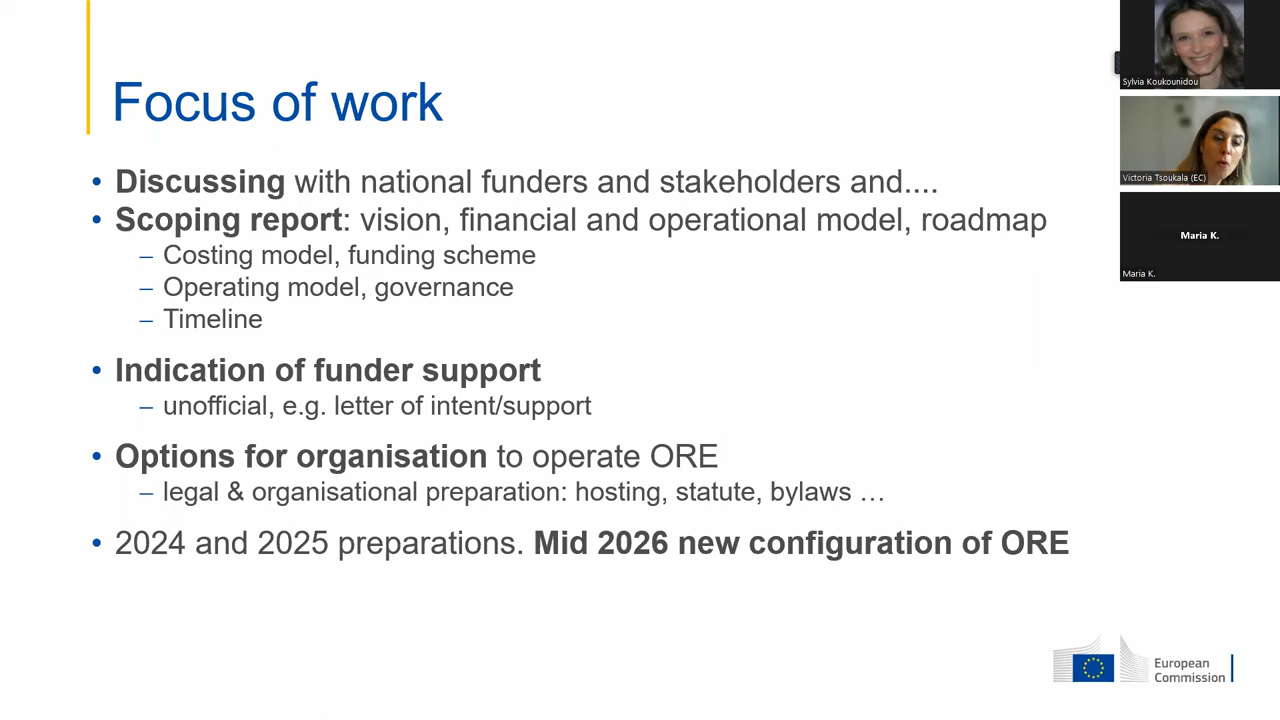 Focus of work
• Discussing with national funders and stakeholders and....
• Scoping report: vision, financial and operational model, roadmap
– Costing model, funding scheme
– Operating model, governance
– Timeline
• Indication of funder support
– unofficial, e.g. letter of intent/support
• Options for organisation to operate ORE
– legal & organisational preparation: hosting, statute, bylaws …
• 2024 and 2025 preparations. Mid 2026 new configuration of ORE
Sylvia Koukounidou
Victoria Tsoukala (EC)
Maria K.
Maria K.
European
Commission